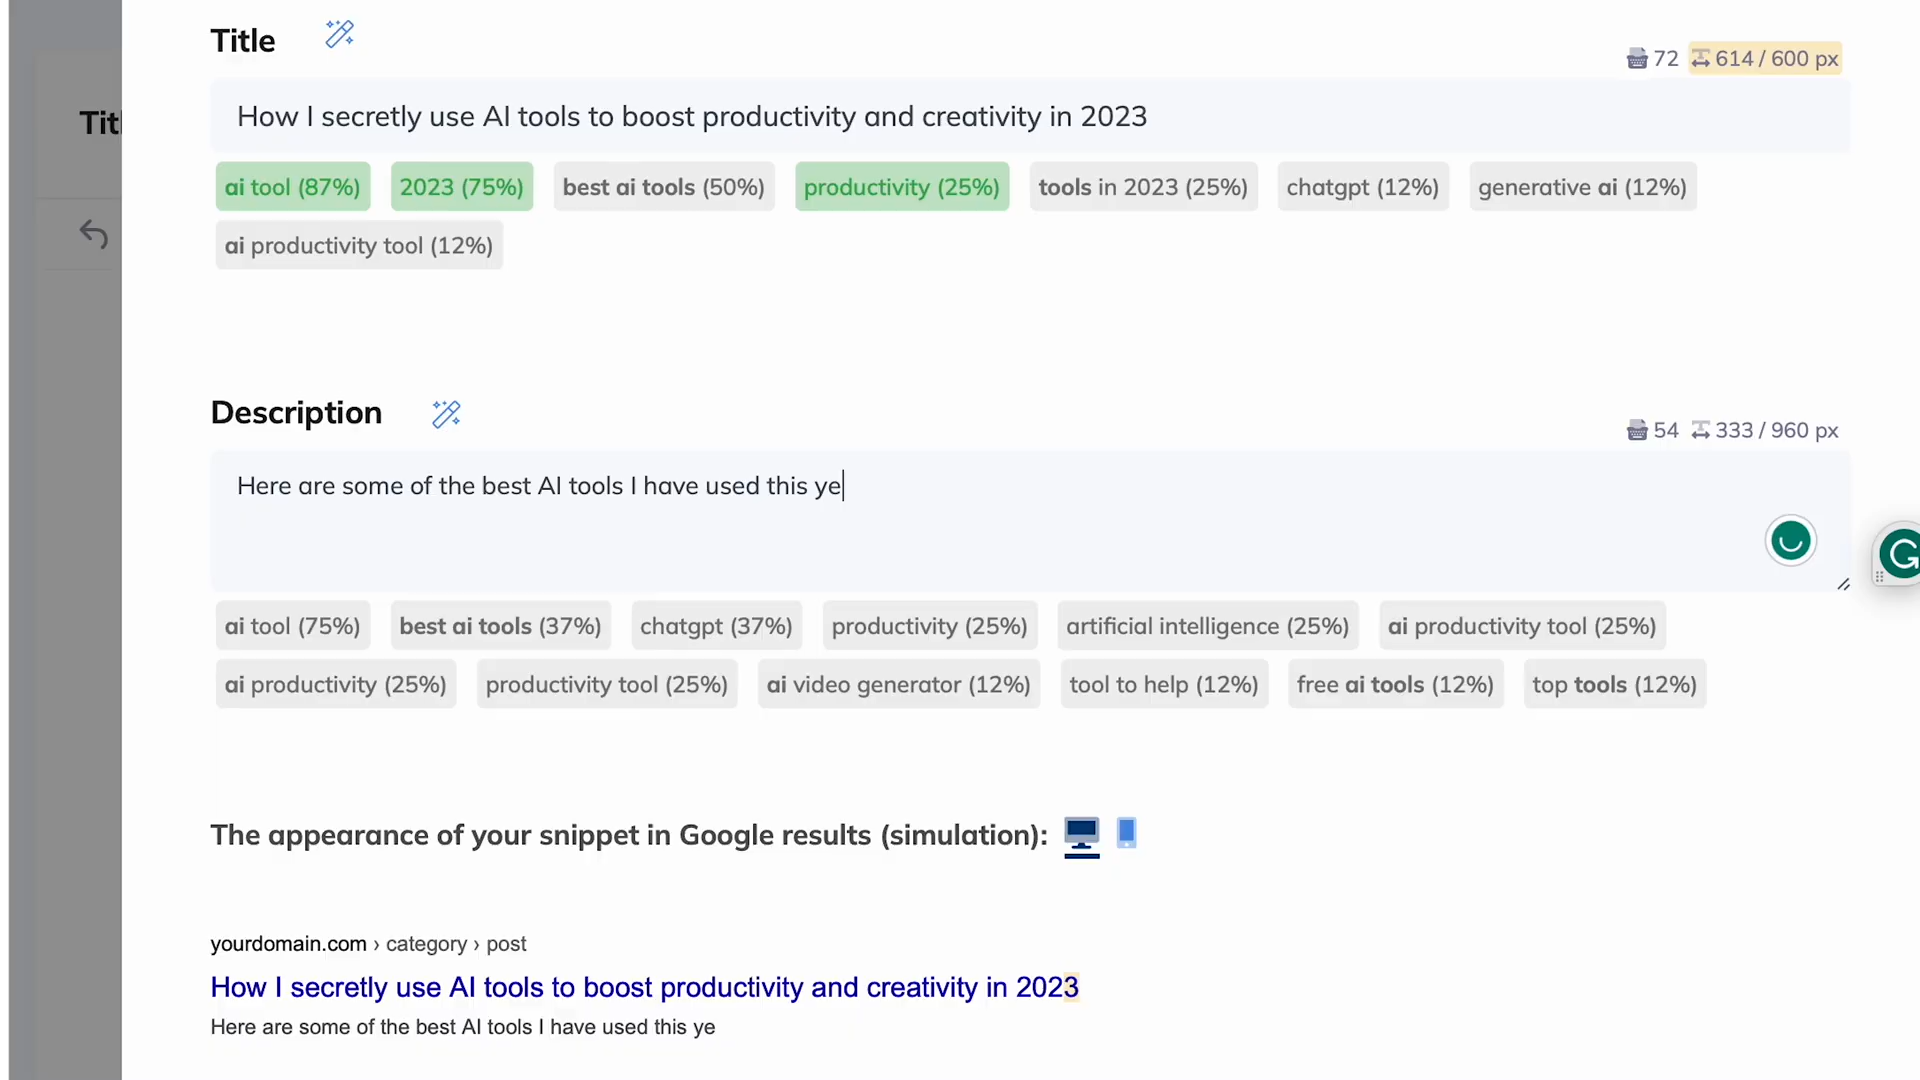 Title
72 614 / 600 px
Tit
How I secretly use AI tools to boost productivity and creativity in 2023
ai tool (87%) 2023 (75%) best ai tools (50%) productivity (25%) tools in 2023 (25%) chatgpt (12%) generative ai (12%)
ai productivity tool (12%)
Description
54 333 / 960 px
Here are some of the best AI tools I have used this ye
G
ai tool (75%) best ai tools (37%) chatgpt (37%) productivity (25%) artificial intelligence (25%) ai productivity tool (25%)
ai productivity (25%) productivity tool (25%) ai video generator (12%) tool to help (12%) free ai tools (12%) top tools (12%)
The appearance of your snippet in Google results (simulation):
yourdomain.com › category › post
How I secretly use AI tools to boost productivity and creativity in 2023
Here are some of the best AI tools I have used this ye